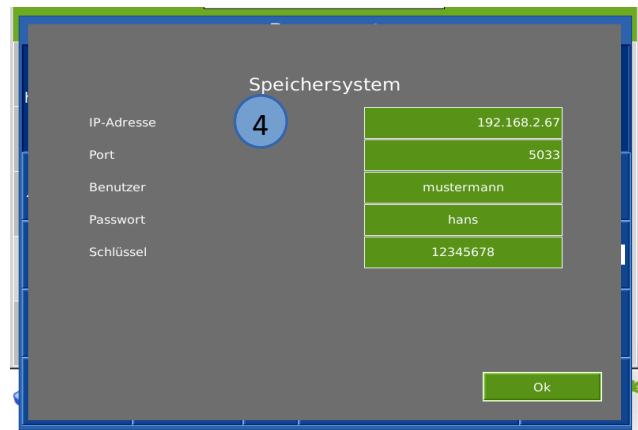 Speichersystem
4
IP-Adresse 192.168.2.67
Port 5033
Benutzer mustermann
Passwort hans
Schlüssel 12345678
Ok